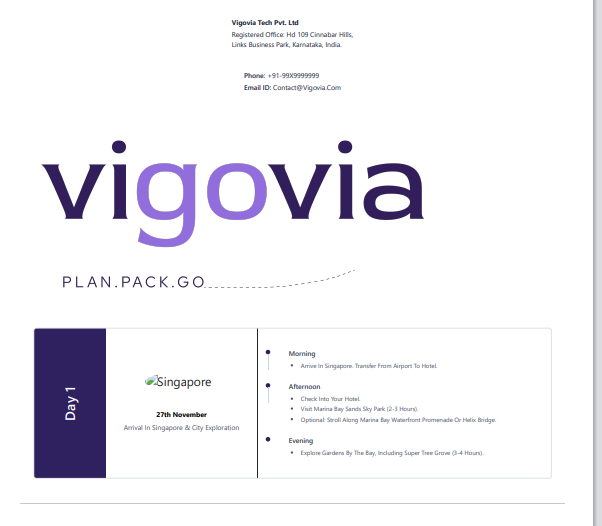 Vigovia Tech Pvt. Ltd
Registered Office: Hd 109 Cinnabar Hills,
Links Business Park, Karnataka, India.
Phone: +91-99X9999999
Email ID: Contact@Vigovia.Com
vigovia
PLAN.PACK.GO
Day 1
Singapore
27th November
Arrival In Singapore & City Exploration
Morning
Arrive In Singapore. Transfer From Airport To Hotel.
Afternoon
Check Into Your Hotel.
Visit Marina Bay Sands Sky Park (2-3 Hours).
Optional: Stroll Along Marina Bay Waterfront Promenade Or Helix Bridge.
Evening
Explore Gardens By The Bay, Including Super Tree Grove (3-4 Hours).